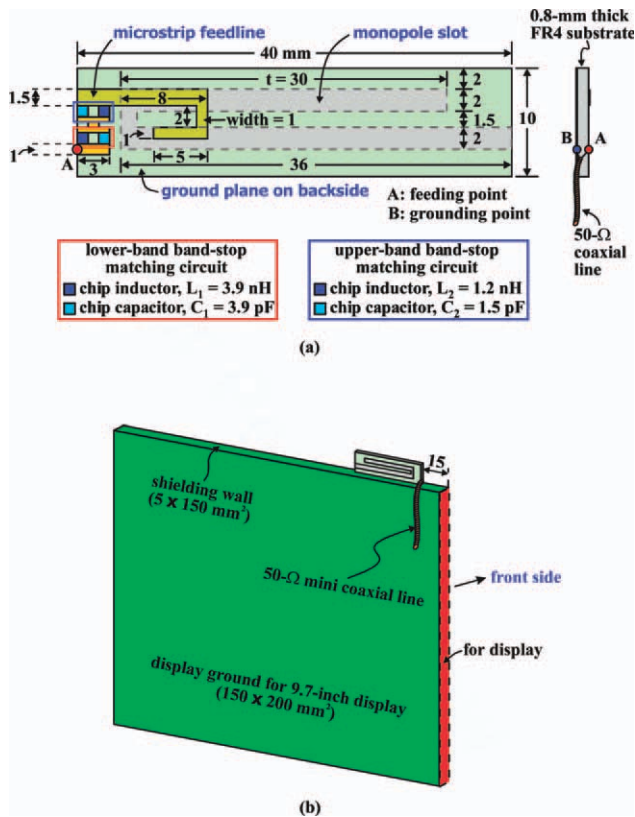 microstrip feedline
monopole slot
0.8-mm thick
FR4 substrate
40 mm
t = 30
2
1.5
8
2
2
width = 1
1.5
10
1
2
B
A
A
3
5
36
1
ground plane on backside
A: feeding point
B: grounding point
50-Ω
coaxial
line
lower-band band-stop
matching circuit
chip inductor, L1 = 3.9 nH
chip capacitor, C1 = 3.9 pF
upper-band band-stop
matching circuit
chip inductor, L2 = 1.2 nH
chip capacitor, C2 = 1.5 pF
(a)
15
shielding wall
(5 x 150 mm²)
50-Ω mini coaxial line
front side
for display
display ground for 9.7-inch display
(150 x 200 mm²)
(b)